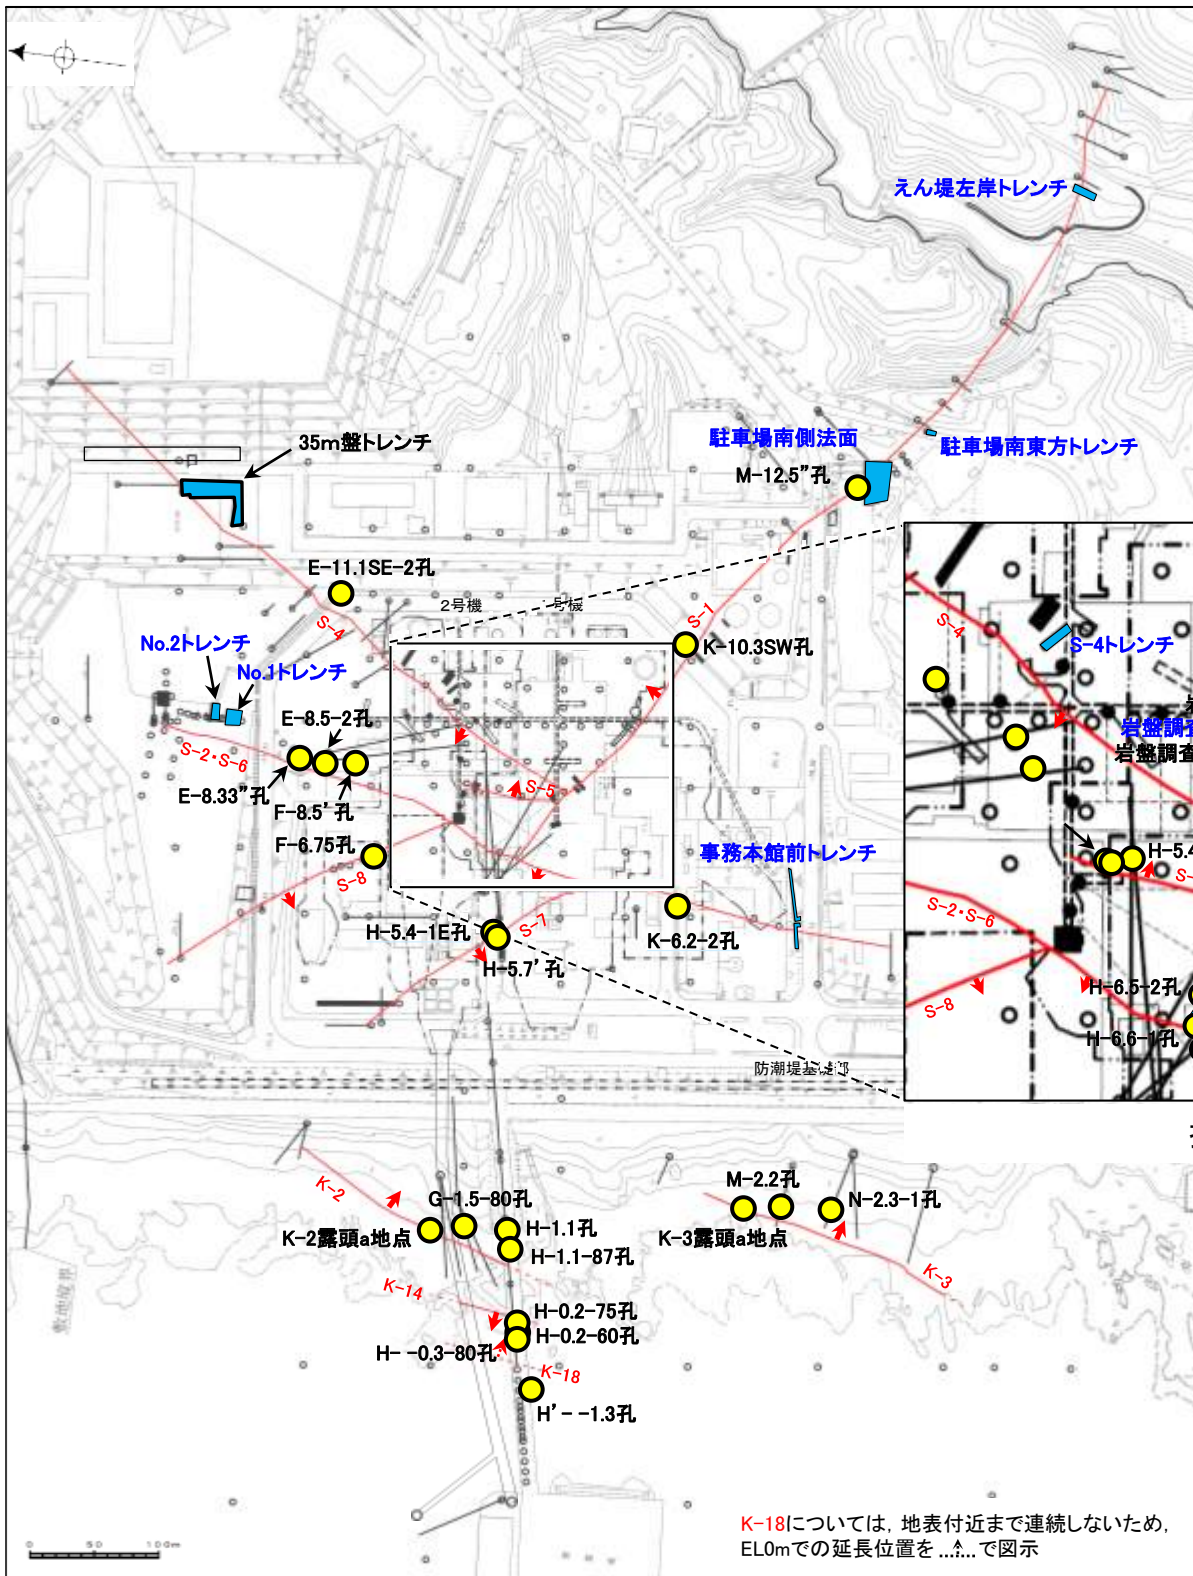 えん堤左岸トレンチ
35m盤トレンチ
駐車場南側法面
駐車場南東方トレンチ
M-12.5”孔
E-11.1SE-2孔
2号機
号機
S-1
S-4
K-10.3SW孔
No.2トレンチ
No.1トレンチ
E-8.5-2孔
S-2・S-6
E-8.33”孔
F-8.5’孔
S-5
F-6.75孔
S-8
事務本館前トレンチ
H-5.4-1E孔
S-7
K-6.2-2孔
H-5.7’孔
S-4
S-4トレンチ
岩盤調査
岩盤調査
H-5.4
S-2・S-6
S-8
H-6.5-2孔
H-6.6-1孔
防潮堤基
K-2
G-1.5-80孔
M-2.2孔
N-2.3-1孔
K-2露頭a地点
H-1.1孔
K-3露頭a地点
H-1.1-87孔
K-3
K-14
H-0.2-75孔
H-0.2-60孔
H- -0.3-80孔
K-18
H’- -1.3孔
0 50 100m
K-18については, 地表付近まで連続しないため,
EL0mでの延長位置を で図示